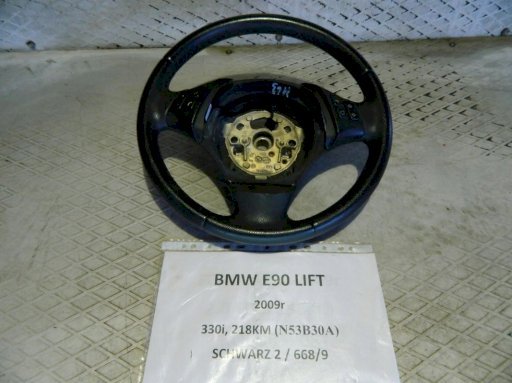 BMW E90 LIFT
2009r
330i, 218KM (N53B30A)
SCHWARZ 2 / 668/9